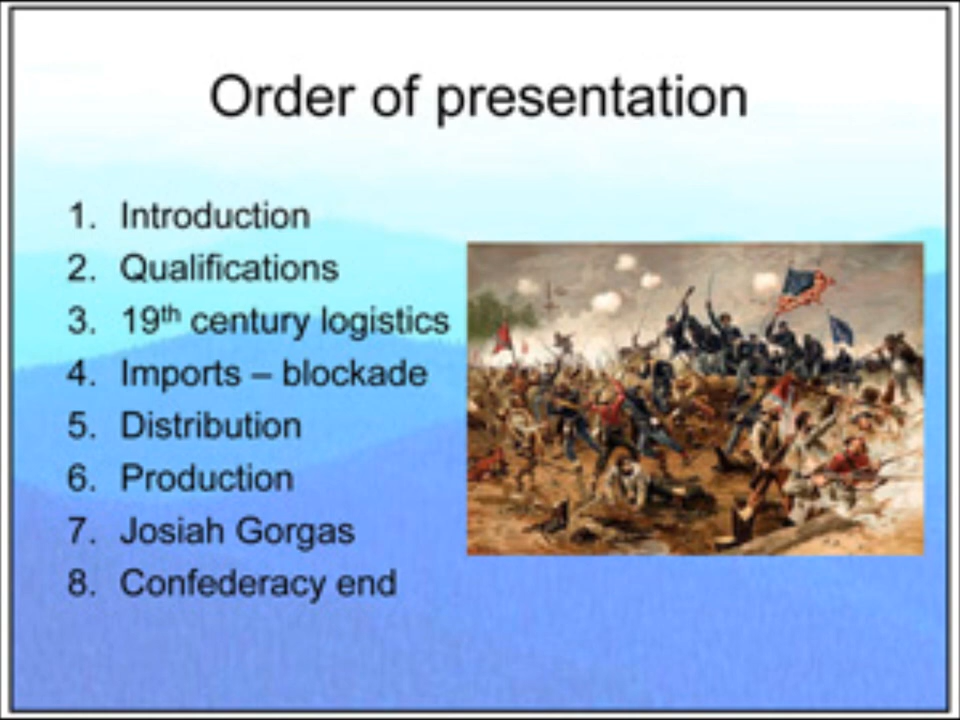 Order of presentation
1. Introduction
2. Qualifications
3. 19th century logistics
4. Imports – blockade
5. Distribution
6. Production
7. Josiah Gorgas
8. Confederacy end